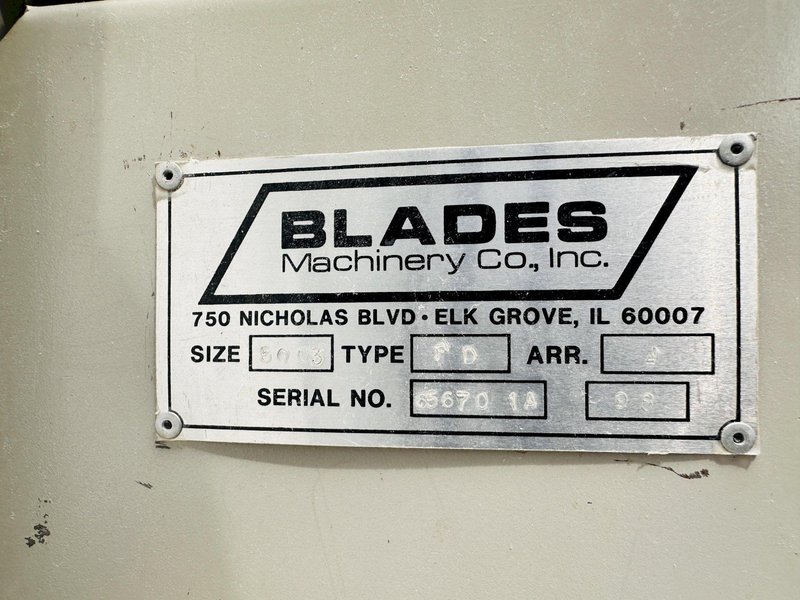 BLADES
Machinery Co., Inc.
750 NICHOLAS BLVD · ELK GROVE, IL 60007
SIZE TYPE ARR.
SERIAL NO.